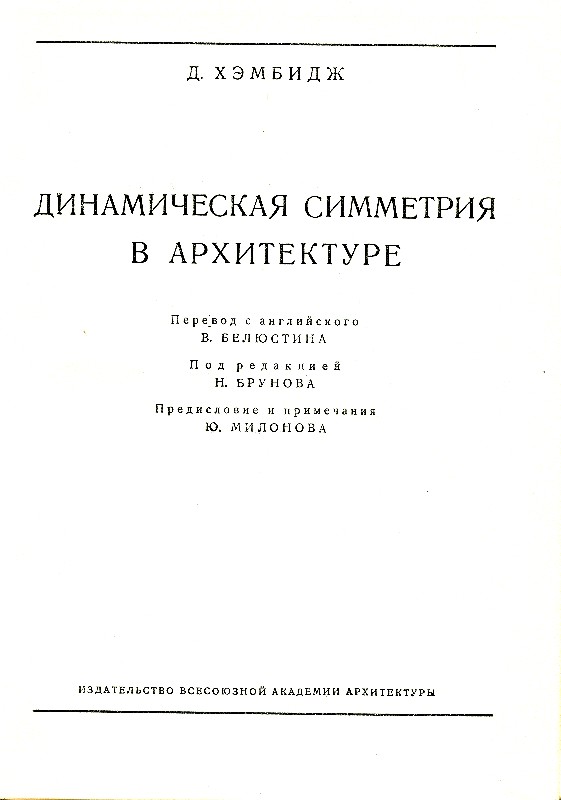 Д. ХЭМБИДЖ
ДИНАМИЧЕСКАЯ СИММЕТРИЯ
В АРХИТЕКТУРЕ
Перевод с английского
В. БЕЛЮСТИНА
Под редакцией
Н. БРУНОВА
Предисловие и примечания
Ю. МИЛОНОВА
ИЗДАТЕЛЬСТВО ВСЕСОЮЗНОЙ АКАДЕМИИ АРХИТЕКТУРЫ